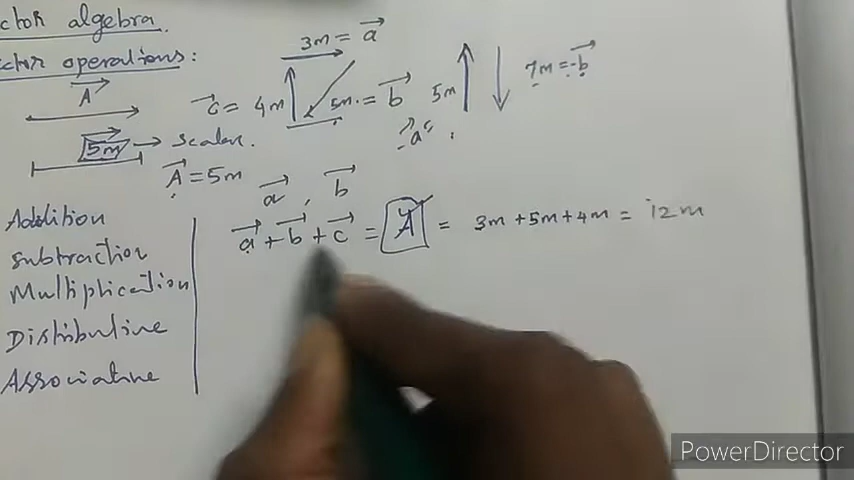 ctor algebra.
ctor operations:
3m = a
A
c = 4m
5m. = b
5m
7m = -b
5m → scalar.
-a
A = 5m
a , b
Addition
a + b + c = A = 3m + 5m + 4m = 12m
Subtraction
Multiplication
Distributive
Associative
PowerDirector